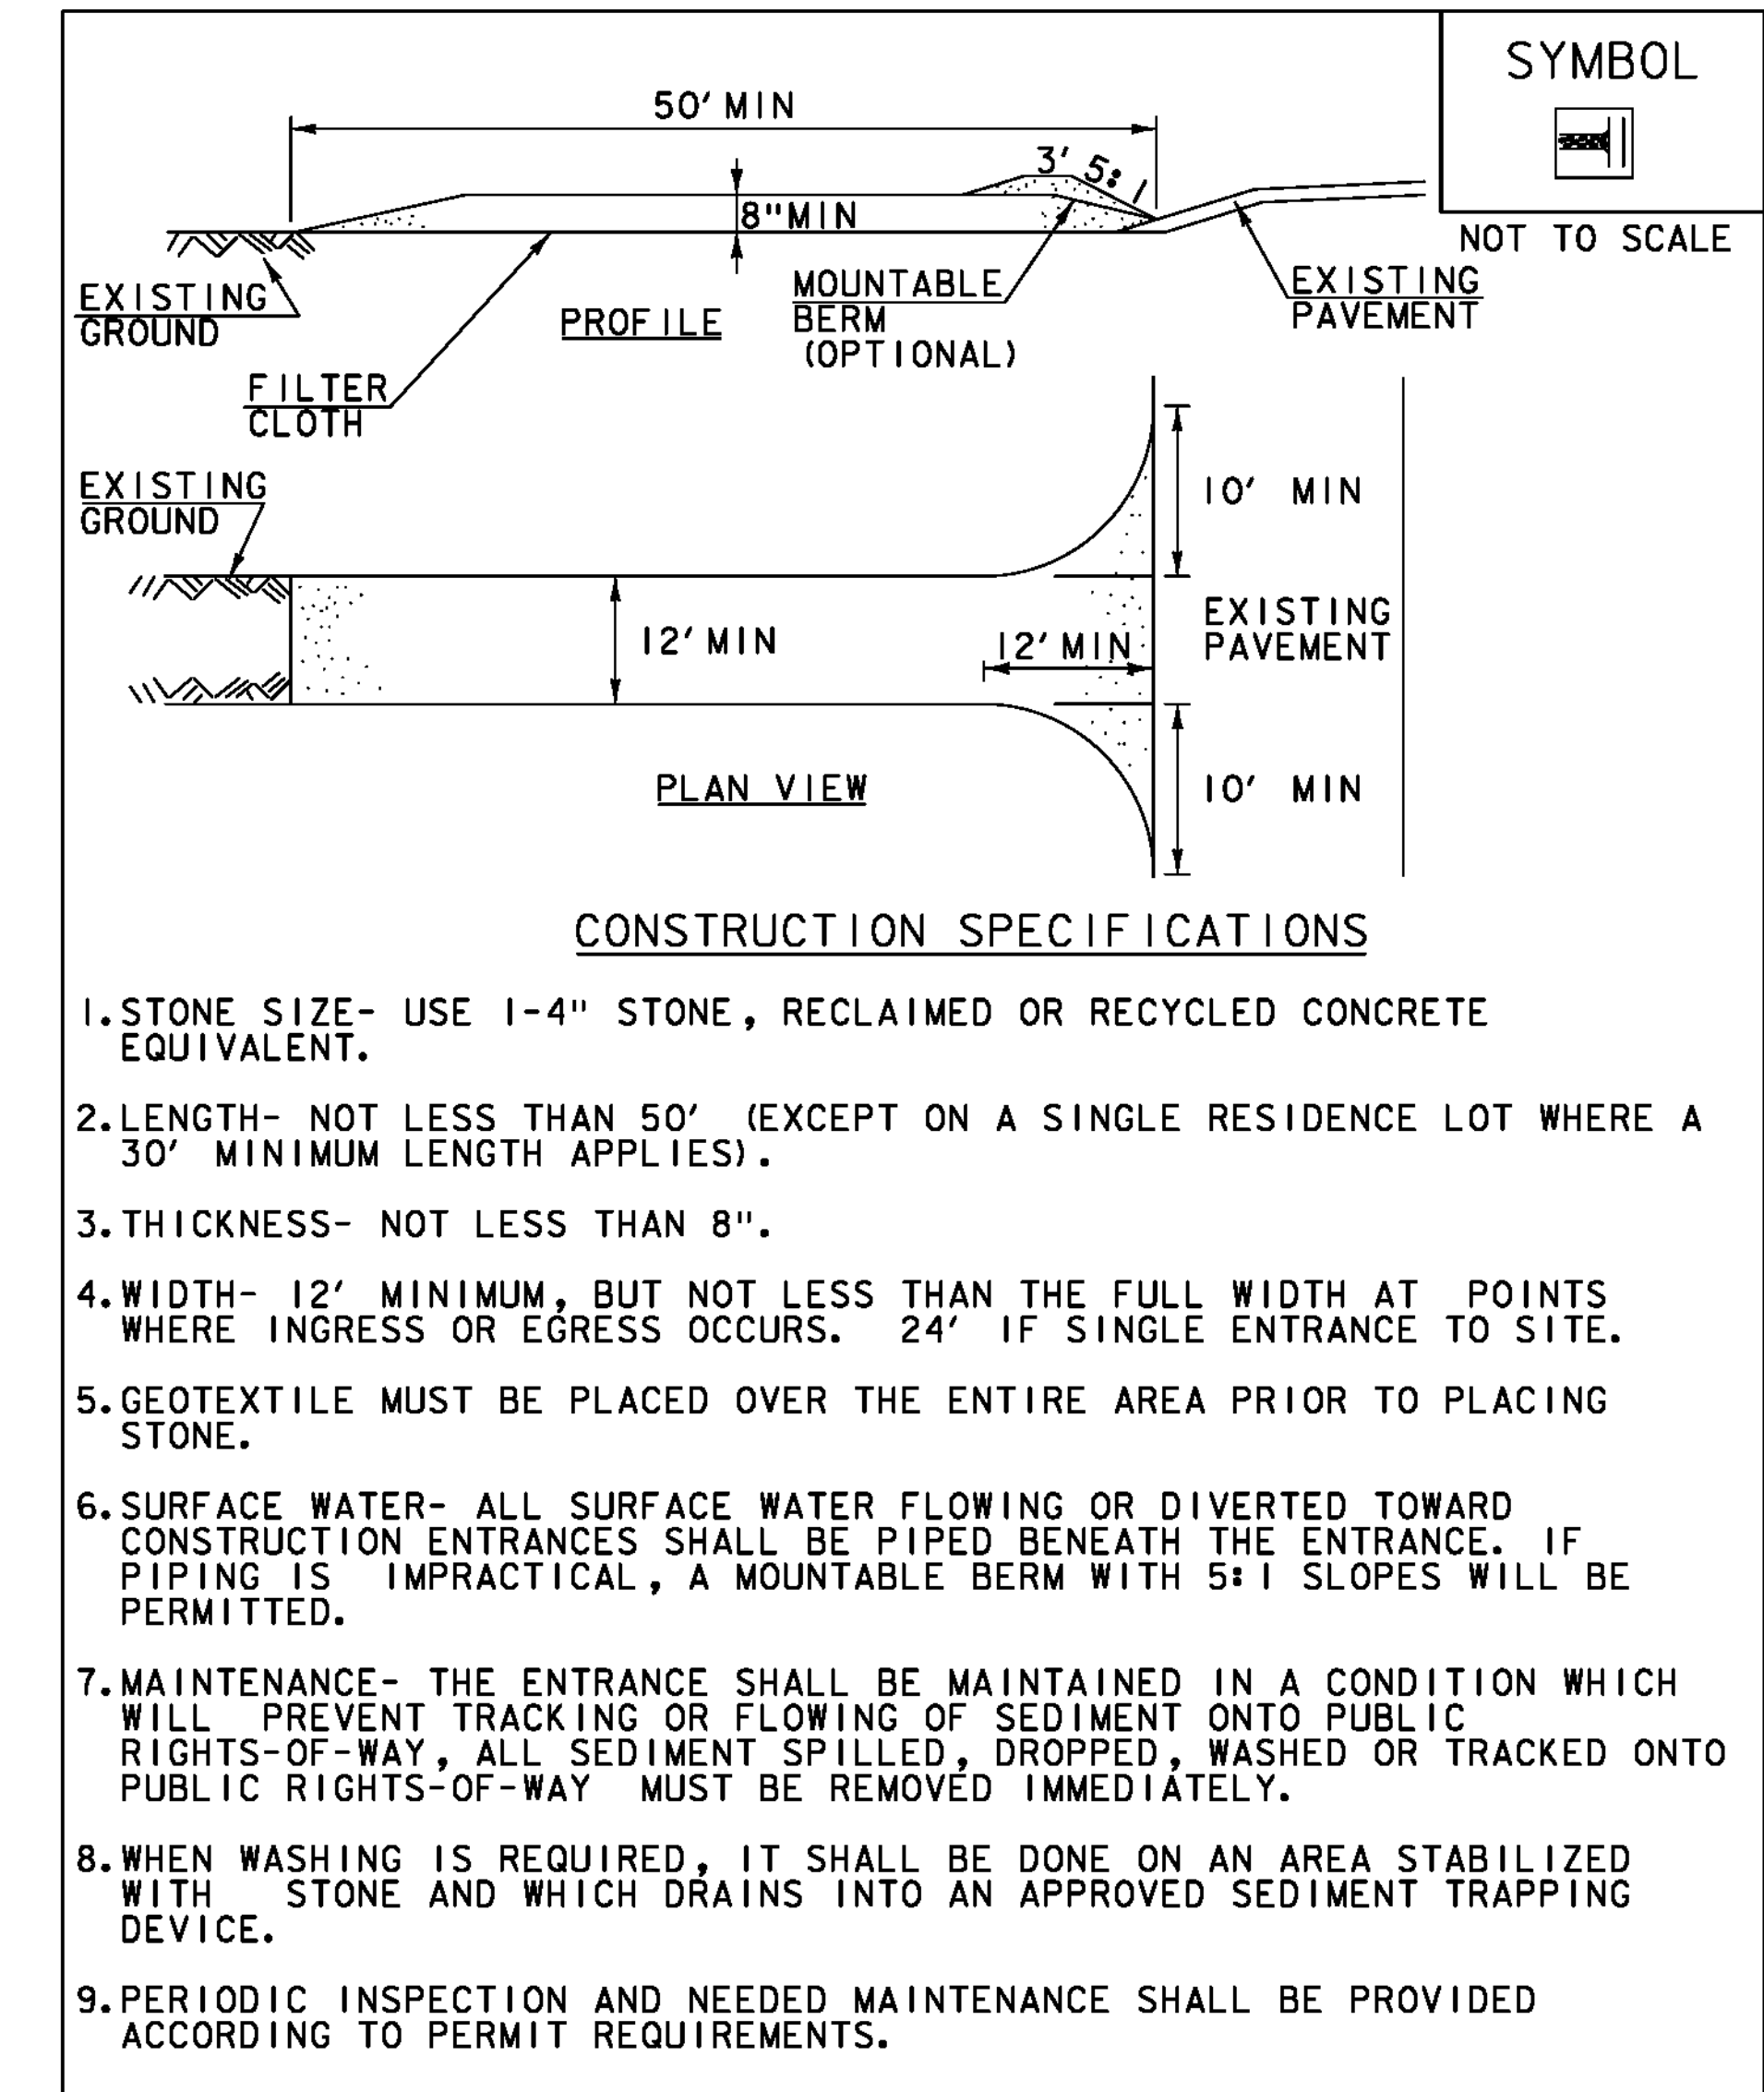 SYMBOL
NOT TO SCALE
50' MIN
3' 5:1
8" MIN
EXISTING
GROUND
PROFILE
MOUNTABLE
BERM
(OPTIONAL)
EXISTING
PAVEMENT
FILTER
CLOTH
EXISTING
GROUND
10' MIN
12' MIN
12' MIN
EXISTING
PAVEMENT
10' MIN
PLAN VIEW
CONSTRUCTION SPECIFICATIONS
1. STONE SIZE- USE 1-4" STONE, RECLAIMED OR RECYCLED CONCRETE
EQUIVALENT.
2. LENGTH- NOT LESS THAN 50' (EXCEPT ON A SINGLE RESIDENCE LOT WHERE A
30' MINIMUM LENGTH APPLIES).
3. THICKNESS- NOT LESS THAN 8".
4. WIDTH- 12' MINIMUM, BUT NOT LESS THAN THE FULL WIDTH AT POINTS
WHERE INGRESS OR EGRESS OCCURS. 24' IF SINGLE ENTRANCE TO SITE.
5. GEOTEXTILE MUST BE PLACED OVER THE ENTIRE AREA PRIOR TO PLACING
STONE.
6. SURFACE WATER- ALL SURFACE WATER FLOWING OR DIVERTED TOWARD
CONSTRUCTION ENTRANCES SHALL BE PIPED BENEATH THE ENTRANCE. IF
PIPING IS IMPRACTICAL, A MOUNTABLE BERM WITH 5:1 SLOPES WILL BE
PERMITTED.
7. MAINTENANCE- THE ENTRANCE SHALL BE MAINTAINED IN A CONDITION WHICH
WILL PREVENT TRACKING OR FLOWING OF SEDIMENT ONTO PUBLIC
RIGHTS-OF-WAY, ALL SEDIMENT SPILLED, DROPPED, WASHED OR TRACKED ONTO
PUBLIC RIGHTS-OF-WAY MUST BE REMOVED IMMEDIATELY.
8. WHEN WASHING IS REQUIRED, IT SHALL BE DONE ON AN AREA STABILIZED
WITH STONE AND WHICH DRAINS INTO AN APPROVED SEDIMENT TRAPPING
DEVICE.
9. PERIODIC INSPECTION AND NEEDED MAINTENANCE SHALL BE PROVIDED
ACCORDING TO PERMIT REQUIREMENTS.